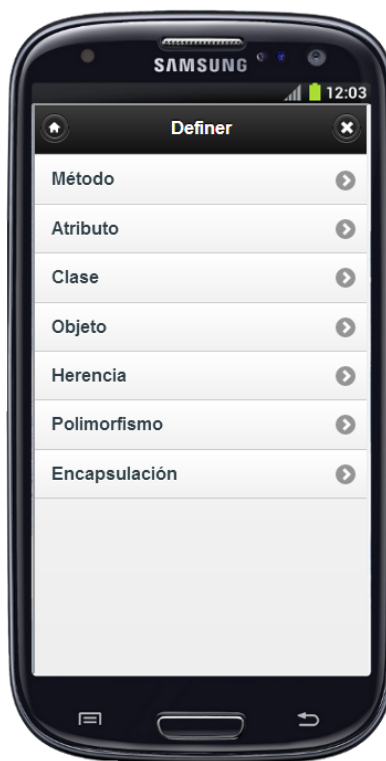 SAMSUNG
12:03
Definer
Método
Atributo
Clase
Objeto
Herencia
Polimorfismo
Encapsulación